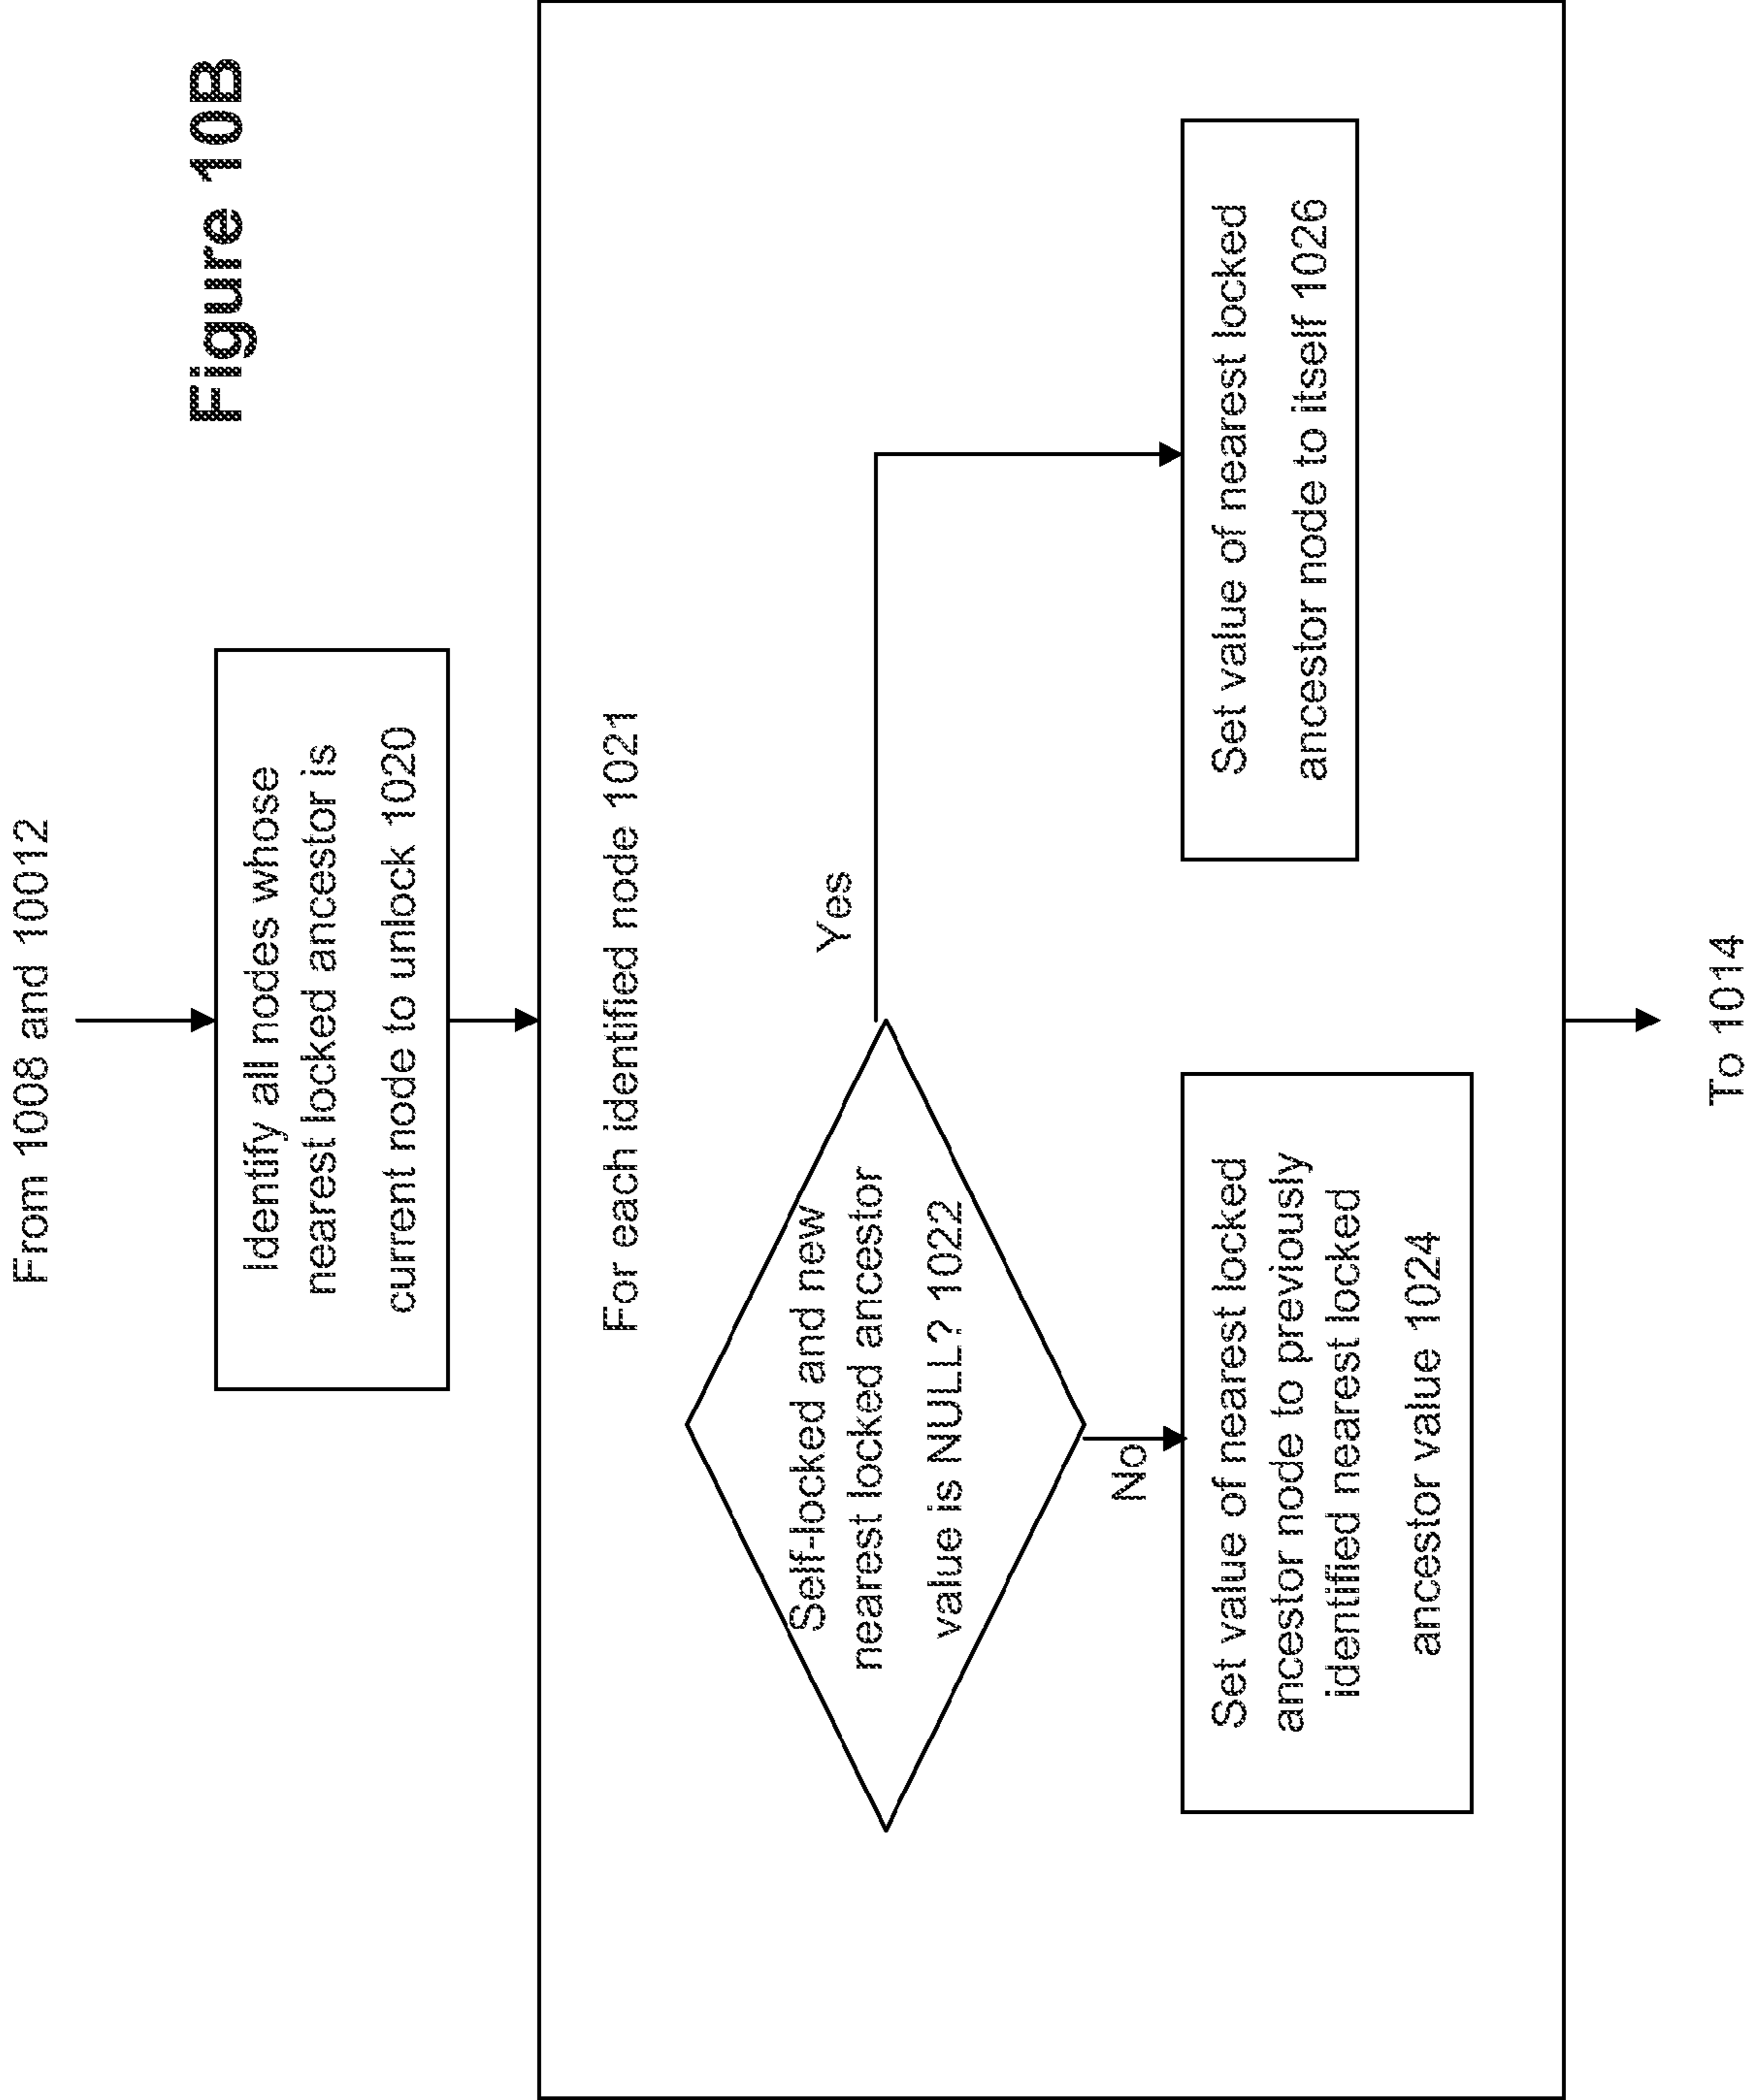 Figure 10B
From 1008 and 10012
Identify all nodes whose
nearest locked ancestor is
current node to unlock 1020
For each identified node 1021
Self-locked and new
nearest locked ancestor
value is NULL? 1022
Yes
No
Set value of nearest locked
ancestor node to previously
identified nearest locked
ancestor value 1024
Set value of nearest locked
ancestor node to itself 1026
To 1014